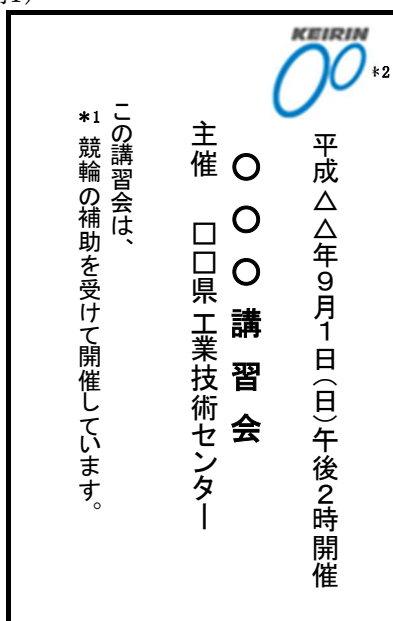 KEIRIN
*2
平成△△年9月1日(日)午後2時開催
〇〇〇講習会
主催　□□県工業技術センター
この講習会は、
*1 競輪の補助を受けて開催しています。